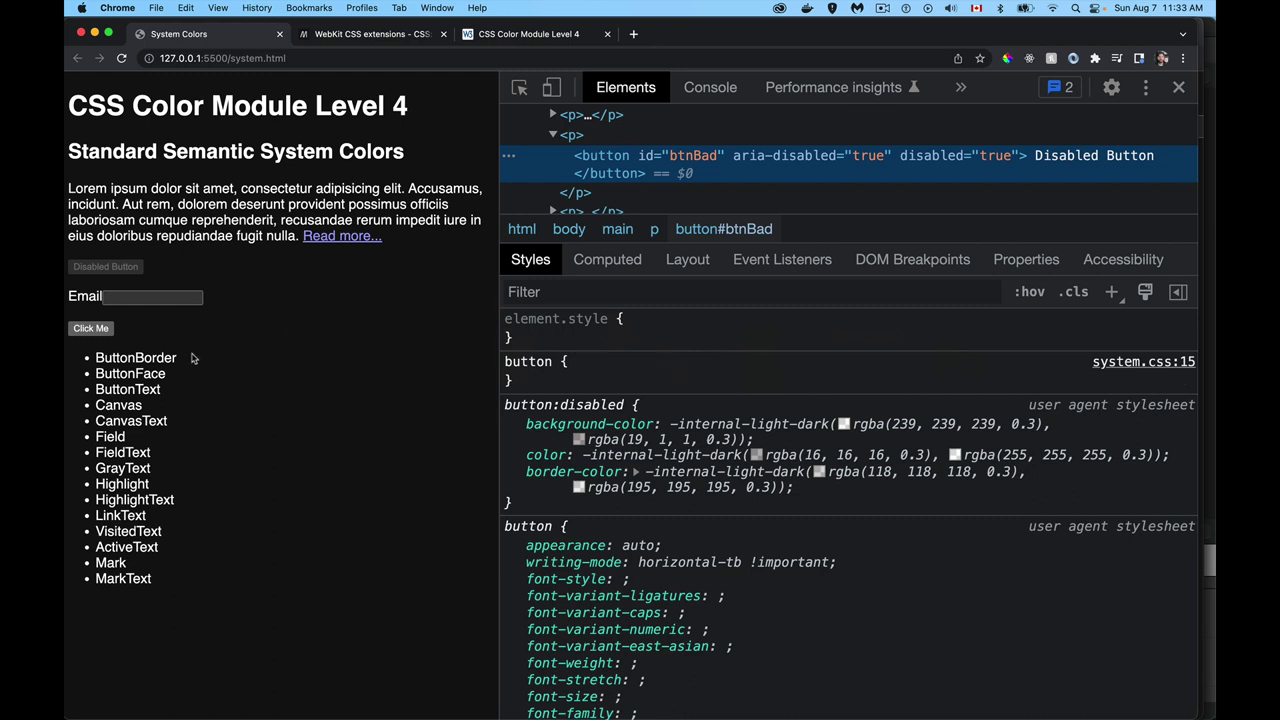 Chrome File Edit View History Bookmarks Profiles Tab Window Help Sun Aug 7 11:33 AM
System Colors WebKit CSS extensions - CSS: CSS Color Module Level 4
127.0.0.1:5500/system.html
CSS Color Module Level 4
Standard Semantic System Colors
Lorem ipsum dolor sit amet, consectetur adipisicing elit. Accusamus,
incidunt. Aut rem, dolorem deserunt provident possimus officiis
laboriosam cumque reprehenderit, recusandae rerum impedit iure in
eius doloribus repudiandae fugit nulla. Read more...
Disabled Button
Email
Click Me
• ButtonBorder
• ButtonFace
• ButtonText
• Canvas
• CanvasText
• Field
• FieldText
• GrayText
• Highlight
• HighlightText
• LinkText
• VisitedText
• ActiveText
• Mark
• MarkText
Elements Console Performance insights » 2
<p>…</p>
<p>
<button id="btnBad" aria-disabled="true" disabled="true"> Disabled Button
</button> == $0
</p>
<p> </p>
html body main p button#btnBad
Styles Computed Layout Event Listeners DOM Breakpoints Properties Accessibility
Filter :hov .cls +
element.style {
}
button { system.css:15
}
button:disabled { user agent stylesheet
background-color: -internal-light-dark(rgba(239, 239, 239, 0.3),
rgba(19, 1, 1, 0.3));
color: -internal-light-dark(rgba(16, 16, 16, 0.3), rgba(255, 255, 255, 0.3));
border-color: -internal-light-dark(rgba(118, 118, 118, 0.3),
rgba(195, 195, 195, 0.3));
}
button { user agent stylesheet
appearance: auto;
writing-mode: horizontal-tb !important;
font-style: ;
font-variant-ligatures: ;
font-variant-caps: ;
font-variant-numeric: ;
font-variant-east-asian: ;
font-weight: ;
font-stretch: ;
font-size: ;
font-family: ;